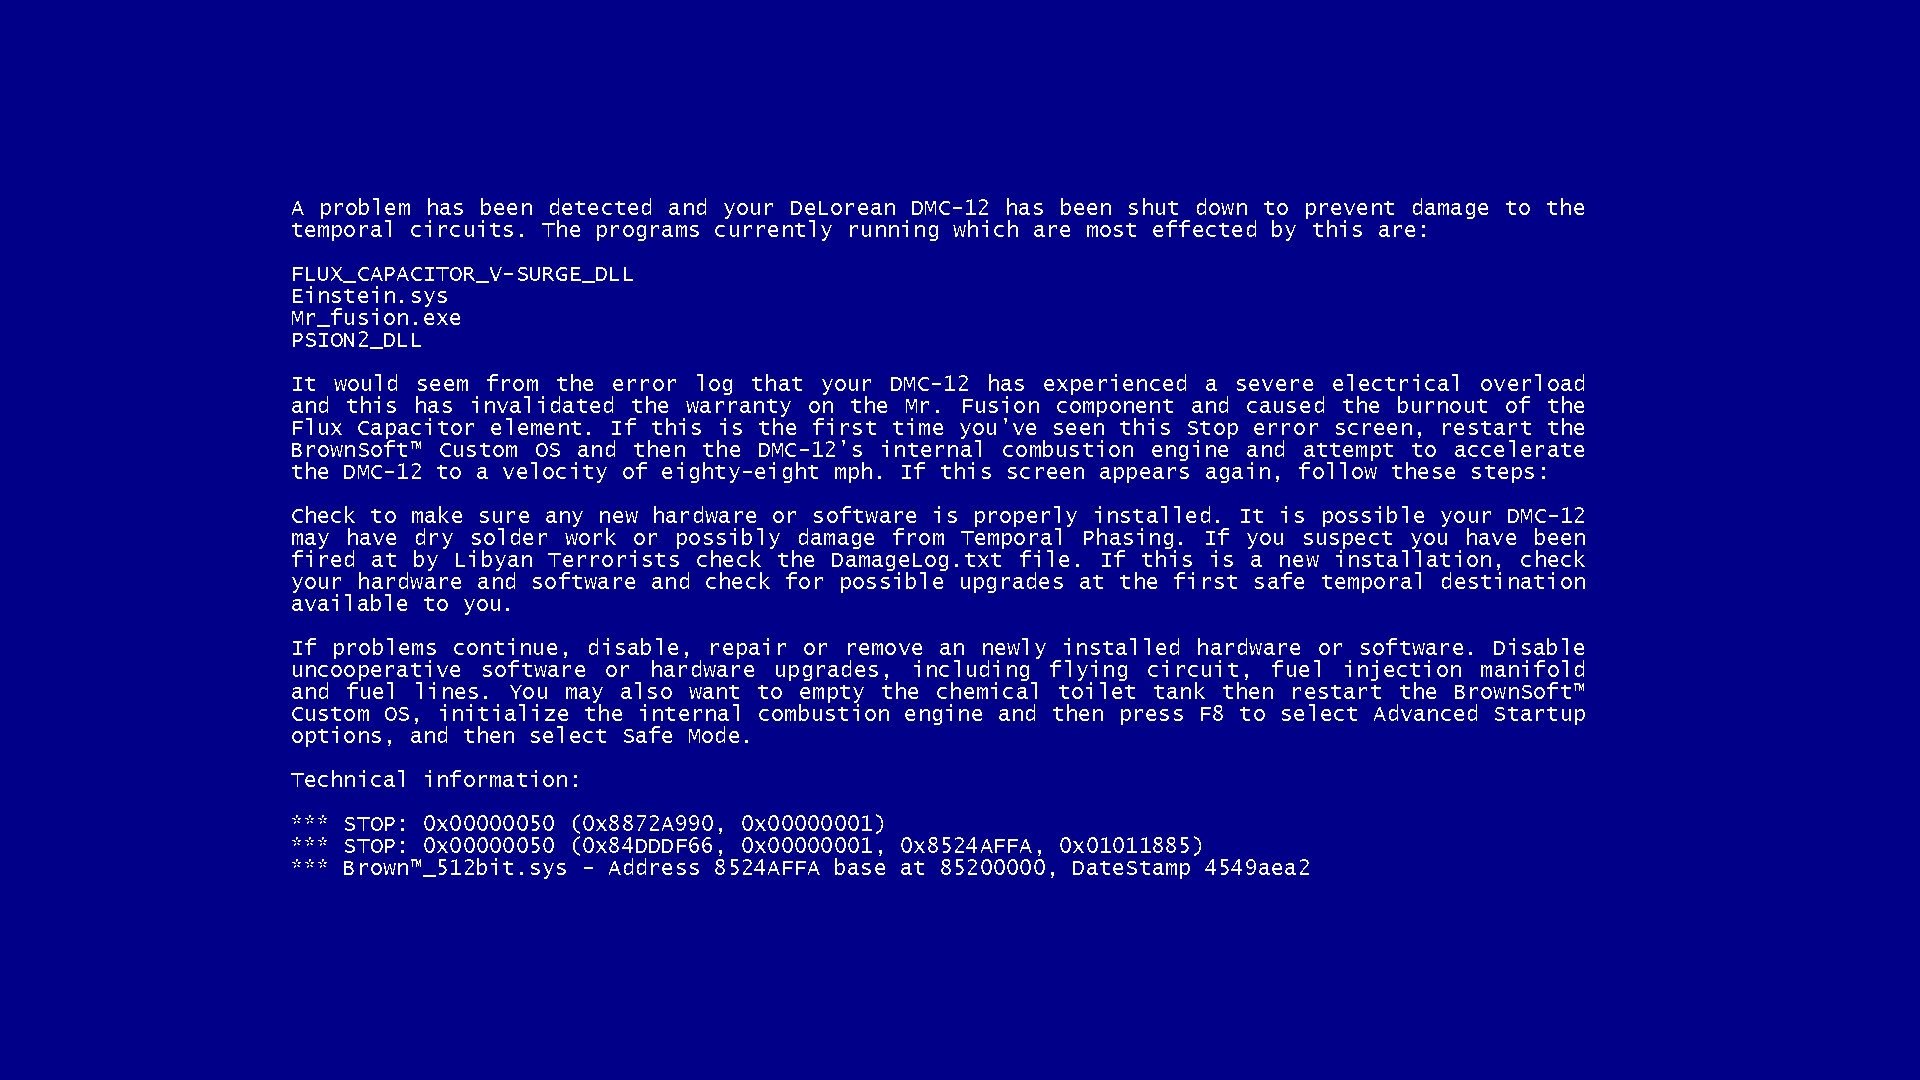 A problem has been detected and your DeLorean DMC-12 has been shut down to prevent damage to the
temporal circuits. The programs currently running which are most effected by this are:
FLUX_CAPACITOR_V-SURGE_DLL
Einstein.sys
Mr_fusion.exe
PSION2_DLL
It would seem from the error log that your DMC-12 has experienced a severe electrical overload
and this has invalidated the warranty on the Mr. Fusion component and caused the burnout of the
Flux Capacitor element. If this is the first time you've seen this Stop error screen, restart the
BrownSoft™ Custom OS and then the DMC-12's internal combustion engine and attempt to accelerate
the DMC-12 to a velocity of eighty-eight mph. If this screen appears again, follow these steps:
Check to make sure any new hardware or software is properly installed. It is possible your DMC-12
may have dry solder work or possibly damage from Temporal Phasing. If you suspect you have been
fired at by Libyan Terrorists check the DamageLog.txt file. If this is a new installation, check
your hardware and software and check for possible upgrades at the first safe temporal destination
available to you.
If problems continue, disable, repair or remove an newly installed hardware or software. Disable
uncooperative software or hardware upgrades, including flying circuit, fuel injection manifold
and fuel lines. You may also want to empty the chemical toilet tank then restart the BrownSoft™
Custom OS, initialize the internal combustion engine and then press F8 to select Advanced Startup
options, and then select Safe Mode.
Technical information:
*** STOP: 0x00000050 (0x8872A990, 0x00000001)
*** STOP: 0x00000050 (0x84DDDF66, 0x00000001, 0x8524AFFA, 0x01011885)
*** Brown™_512bit.sys - Address 8524AFFA base at 85200000, DateStamp 4549aea2